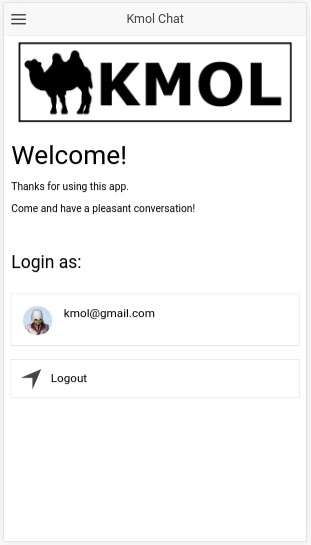 Kmol Chat
KMOL
Welcome!
Thanks for using this app.
Come and have a pleasant conversation!
Login as:
kmol@gmail.com
Logout